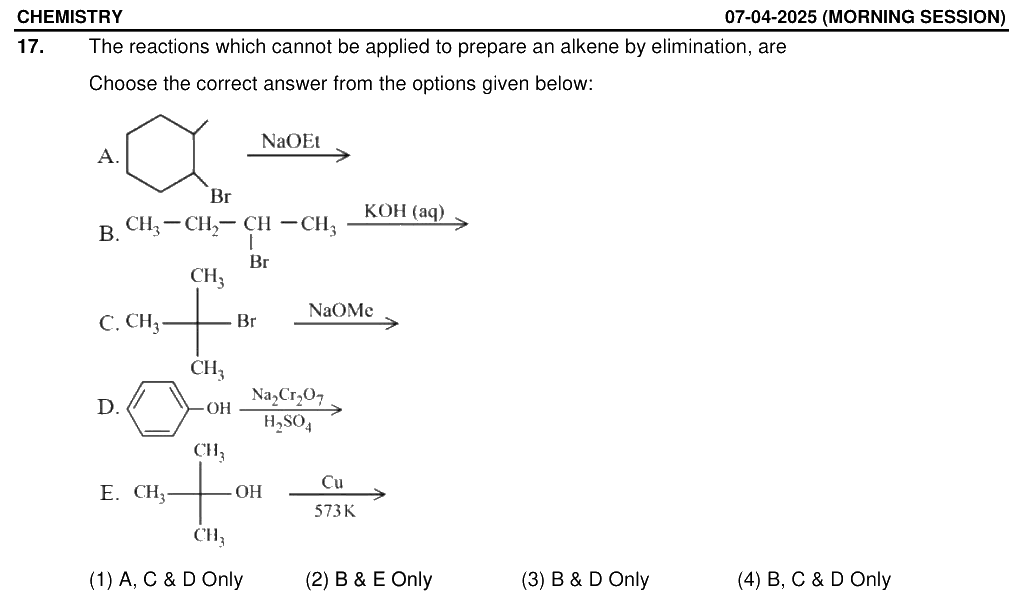 CHEMISTRY 07-04-2025 (MORNING SESSION)
17. The reactions which cannot be applied to prepare an alkene by elimination, are
Choose the correct answer from the options given below:
A. Br NaOEt
B. CH₃ — CH₂ — CH — CH₃ KOH (aq)
Br
CH₃
C. CH₃ Br NaOMe
CH₃
D. OH Na₂Cr₂O₇
H₂SO₄
CH₃
E. CH₃ OH Cu
573K
CH₃
(1) A, C & D Only (2) B & E Only (3) B & D Only (4) B, C & D Only